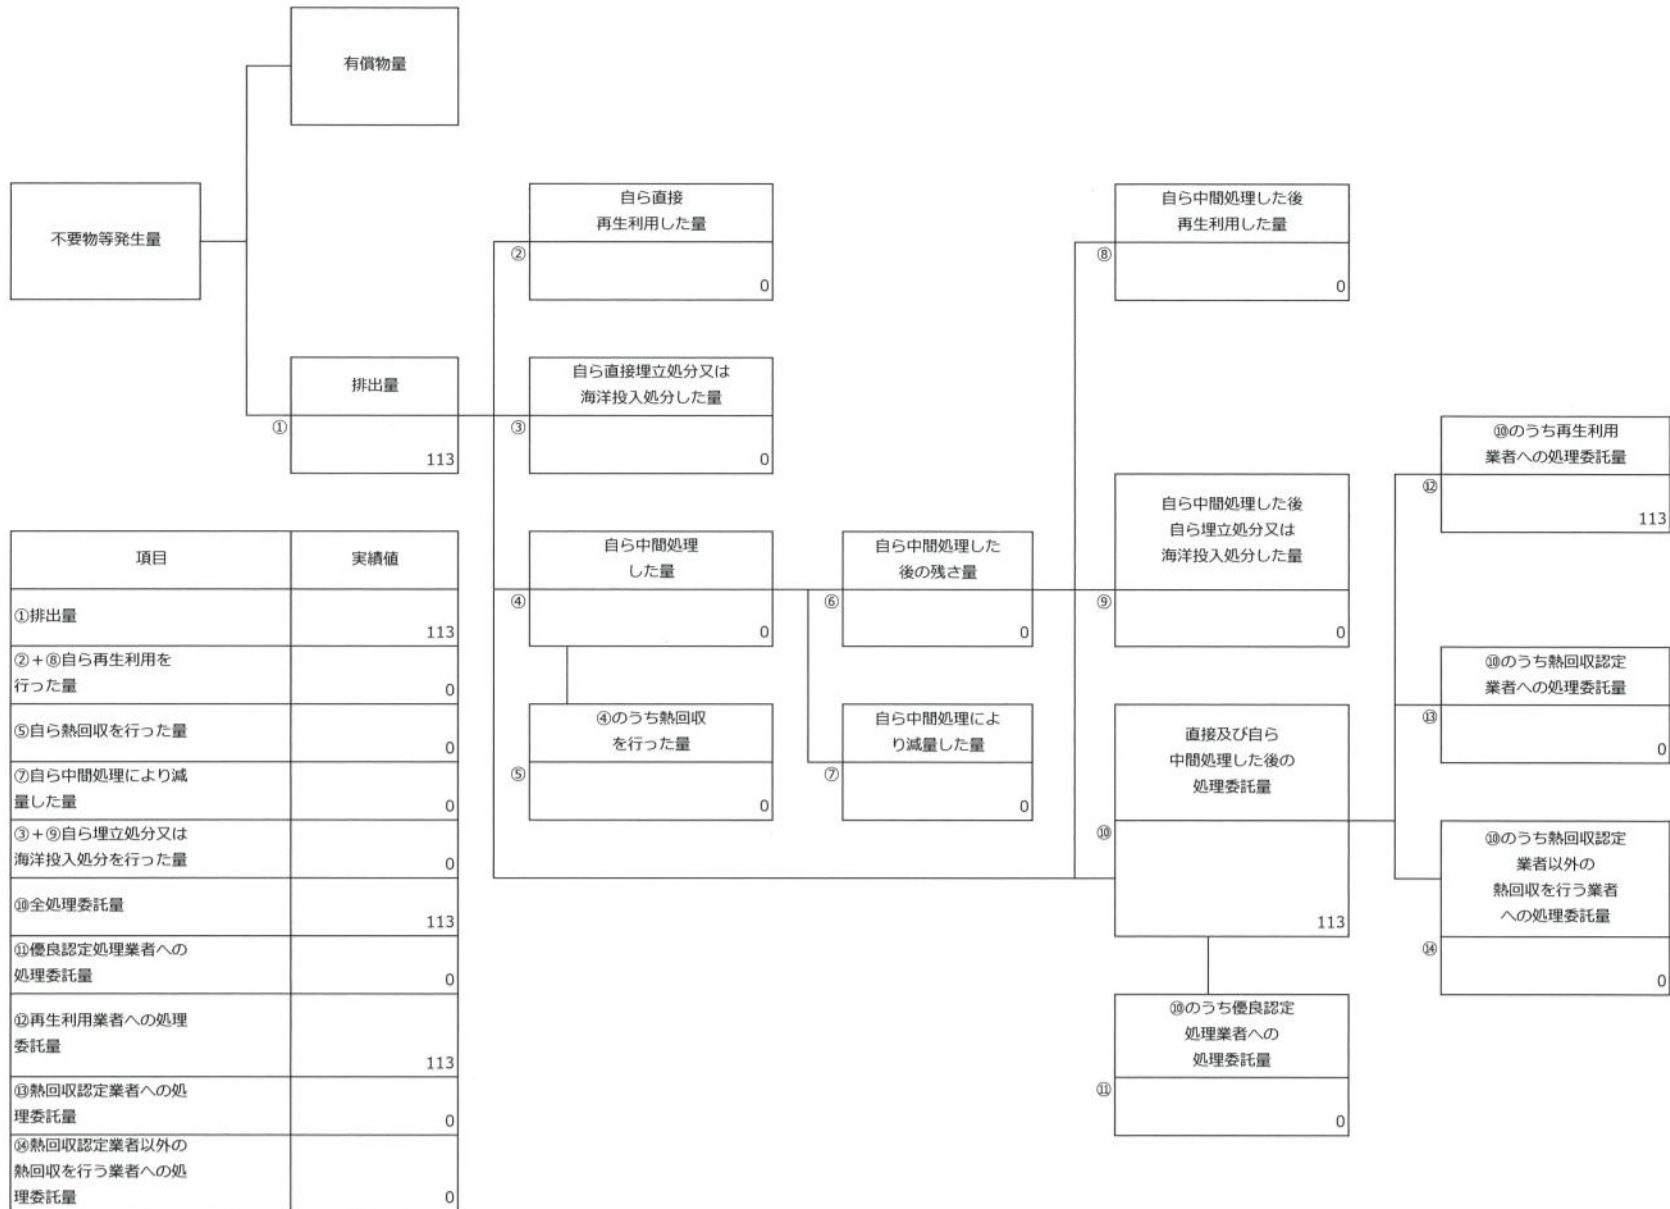 有償物量
不要物等発生量
自ら直接
再生利用した量
②
0
自ら中間処理した後
再生利用した量
⑧
0
排出量
①
113
自ら直接埋立処分又は
海洋投入処分した量
③
0
⑩のうち再生利用
業者への処理委託量
⑫
113
自ら中間処理した後
自ら埋立処分又は
海洋投入処分した量
⑨
0
自ら中間処理
した量
④
0
自ら中間処理した
後の残さ量
⑥
0
⑩のうち熱回収認定
業者への処理委託量
⑬
0
④のうち熱回収
を行った量
⑤
0
自ら中間処理によ
り減量した量
⑦
0
直接及び自ら
中間処理した後の
処理委託量
⑩
113
⑩のうち熱回収認定
業者以外の
熱回収を行う業者
への処理委託量
⑭
0
⑩のうち優良認定
処理業者への
処理委託量
⑪
0
項目 実績値
①排出量
113
②+⑧自ら再生利用を
行った量
0
⑤自ら熱回収を行った量
0
⑦自ら中間処理により減
量した量
0
③+⑨自ら埋立処分又は
海洋投入処分を行った量
0
⑩全処理委託量
113
⑪優良認定処理業者への
処理委託量
0
⑫再生利用業者への処理
委託量
113
⑬熱回収認定業者への処
理委託量
0
⑭熱回収認定業者以外の
熱回収を行う業者への処
理委託量
0